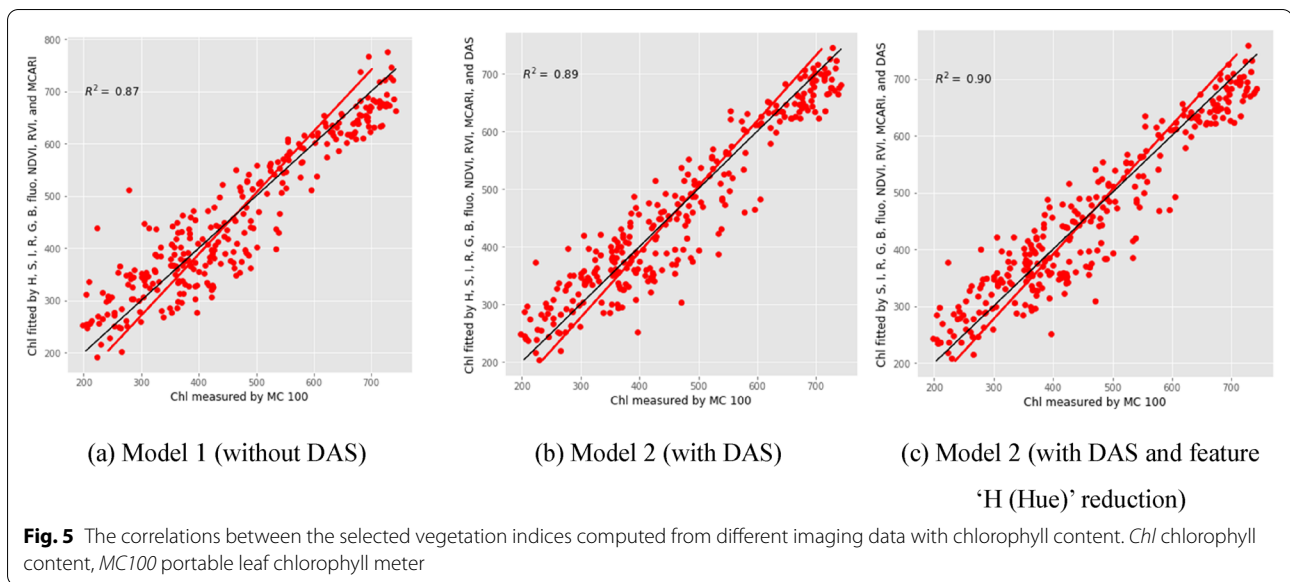 Chl fitted by H, S, I, R, G, B, fluo, NDVI, RVI, and MCARI
800
700
600
500
400
300
200
R² = 0.87
200 300 400 500 600 700
Chl measured by MC 100
(a) Model 1 (without DAS)
Chl fitted by H, S, I, R, G, B, fluo, NDVI, RVI, MCARI, and DAS
700
600
500
400
300
200
R² = 0.89
200 300 400 500 600 700
Chl measured by MC 100
(b) Model 2 (with DAS)
Chl fitted by S, I, R, G, B, fluo, NDVI, RVI, MCARI, and DAS
700
600
500
400
300
200
R² = 0.90
200 300 400 500 600 700
Chl measured by MC 100
(c) Model 2 (with DAS and feature
‘H (Hue)’ reduction)
Fig. 5 The correlations between the selected vegetation indices computed from different imaging data with chlorophyll content. Chl chlorophyll
content, MC100 portable leaf chlorophyll meter